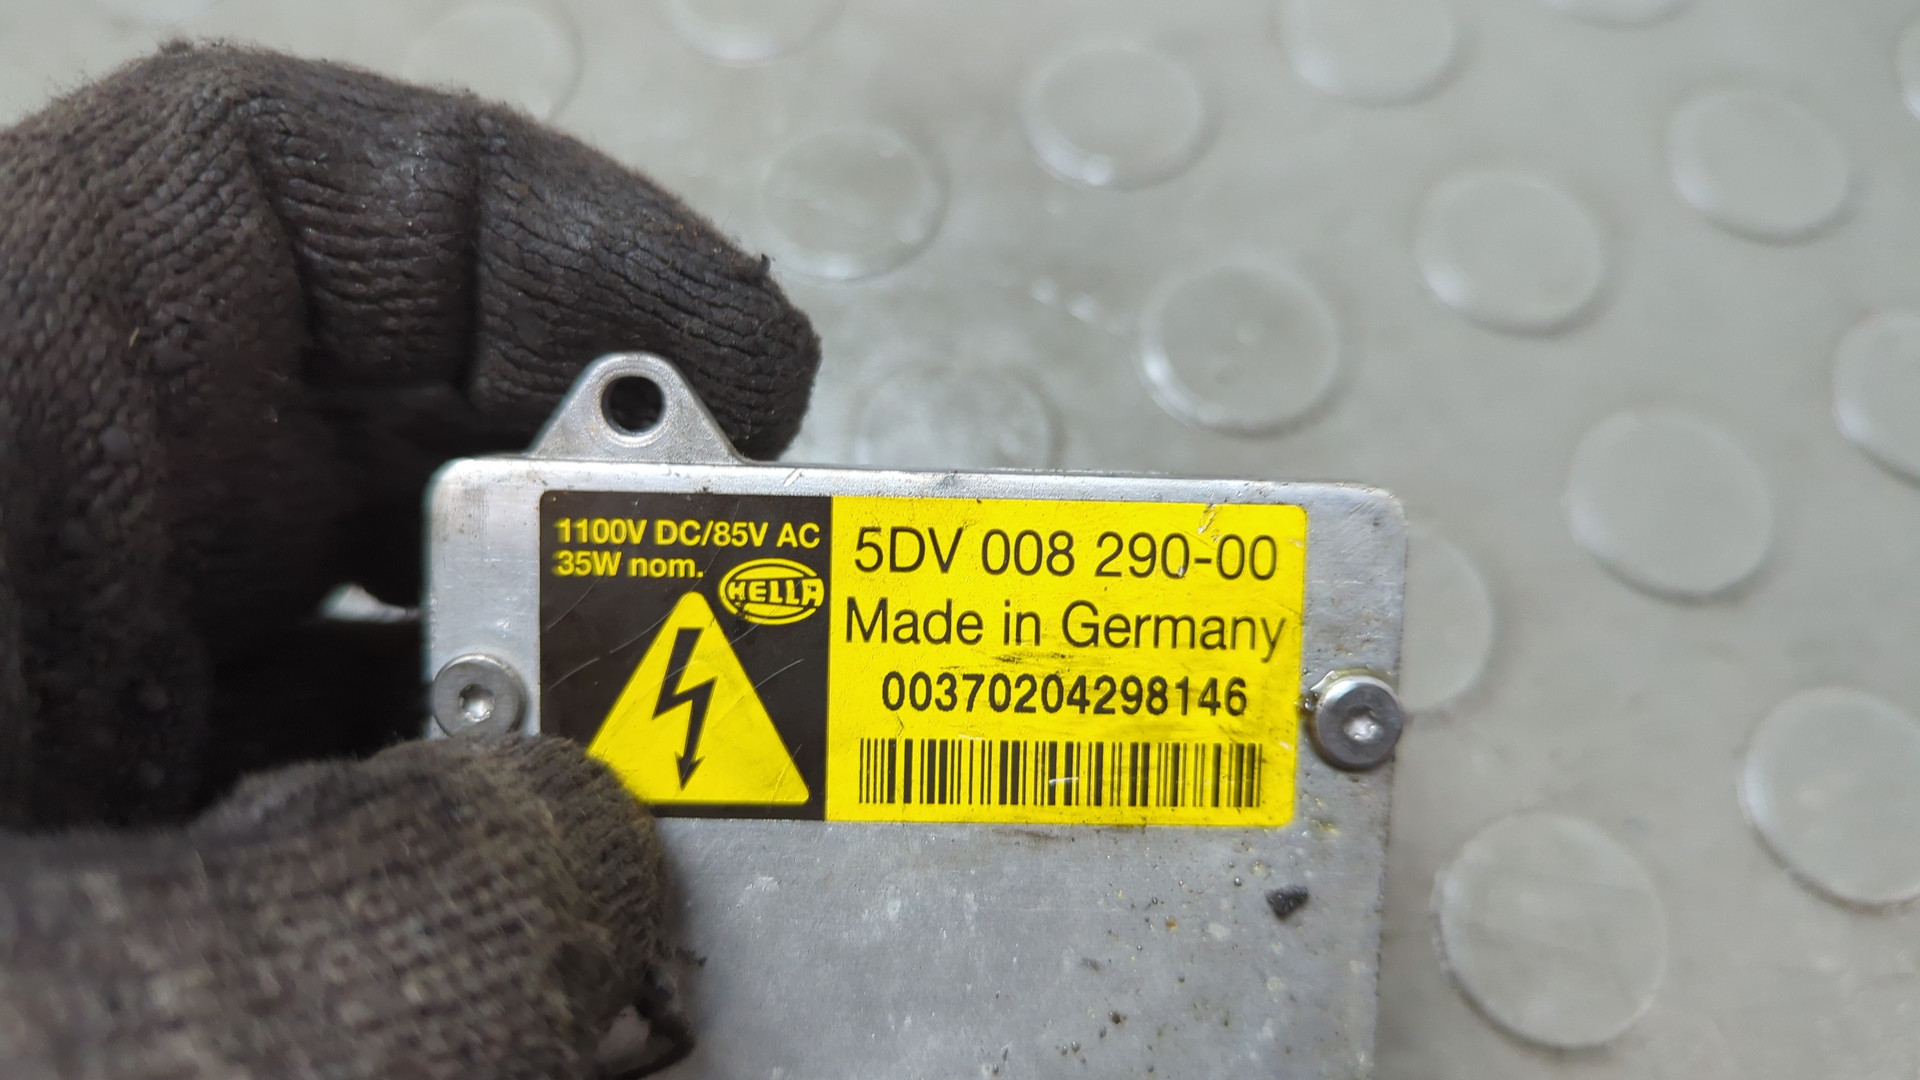 1100V DC/85V AC
35W nom.
HELLA
5DV 008 290-00
Made in Germany
00370204298146